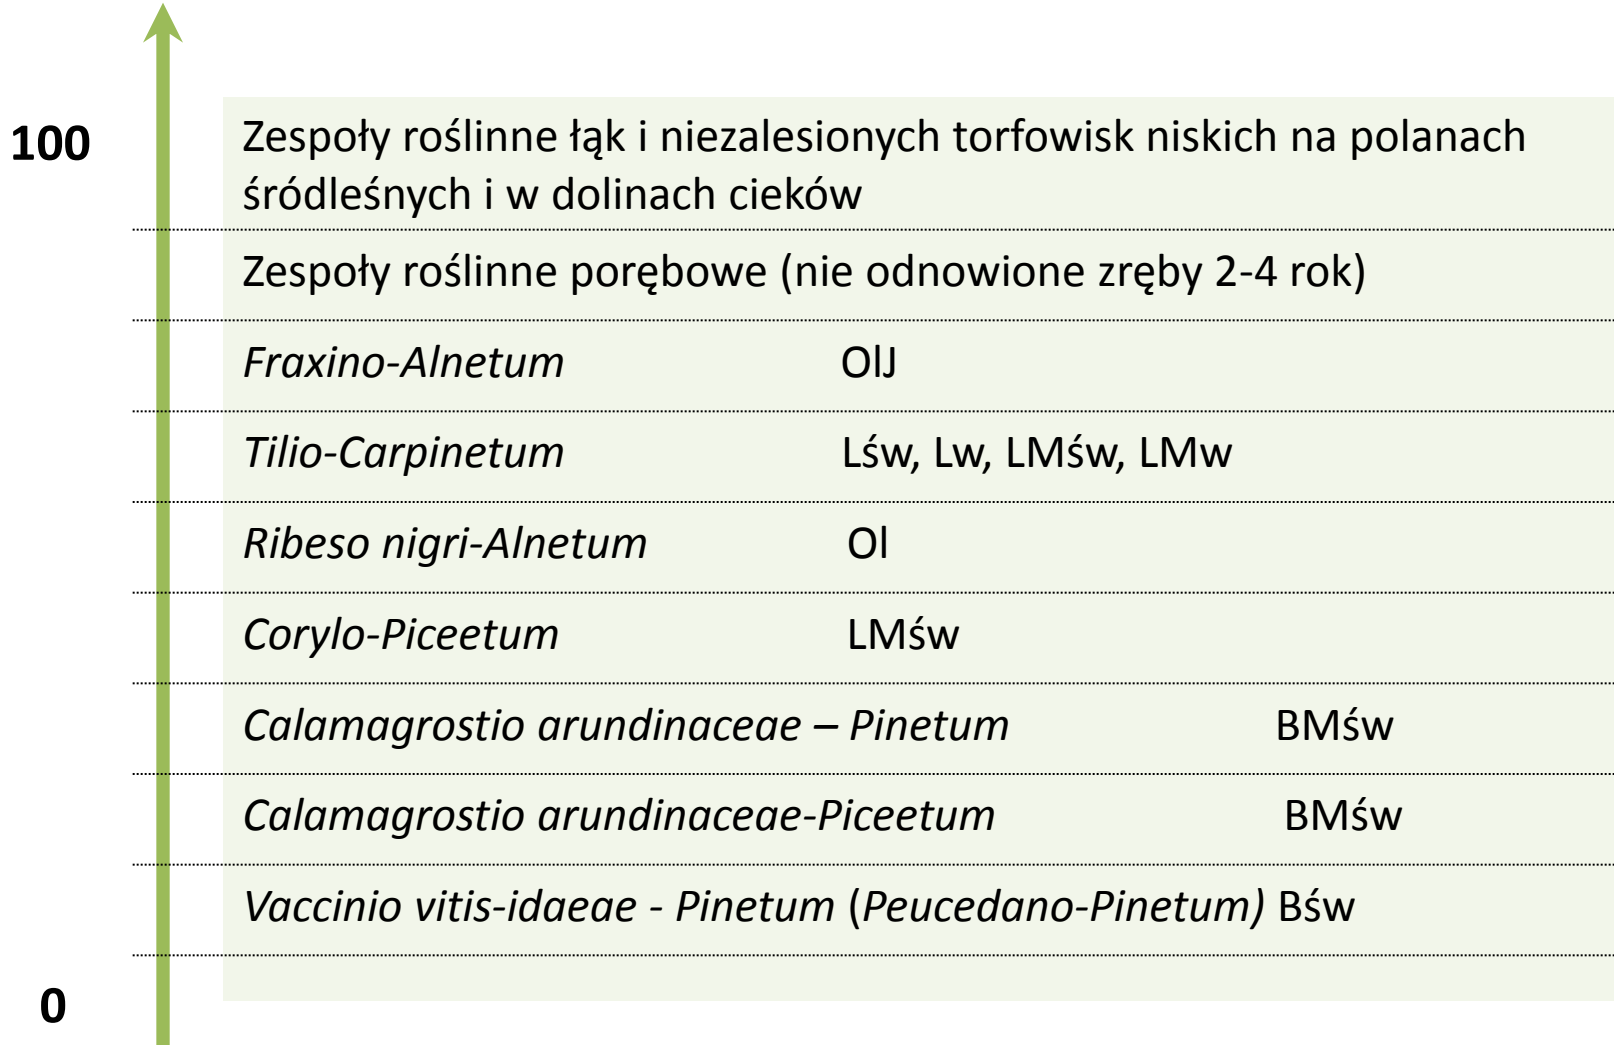 100
Zespoły roślinne łąk i niezalesionych torfowisk niskich na polanach
śródleśnych i w dolinach cieków
Zespoły roślinne porębowe (nie odnowione zręby 2-4 rok)
Fraxino-Alnetum OlJ
Tilio-Carpinetum Lśw, Lw, LMśw, LMw
Ribeso nigri-Alnetum Ol
Corylo-Piceetum LMśw
Calamagrostio arundinaceae – Pinetum BMśw
Calamagrostio arundinaceae-Piceetum BMśw
Vaccinio vitis-idaeae - Pinetum (Peucedano-Pinetum) Bśw
0